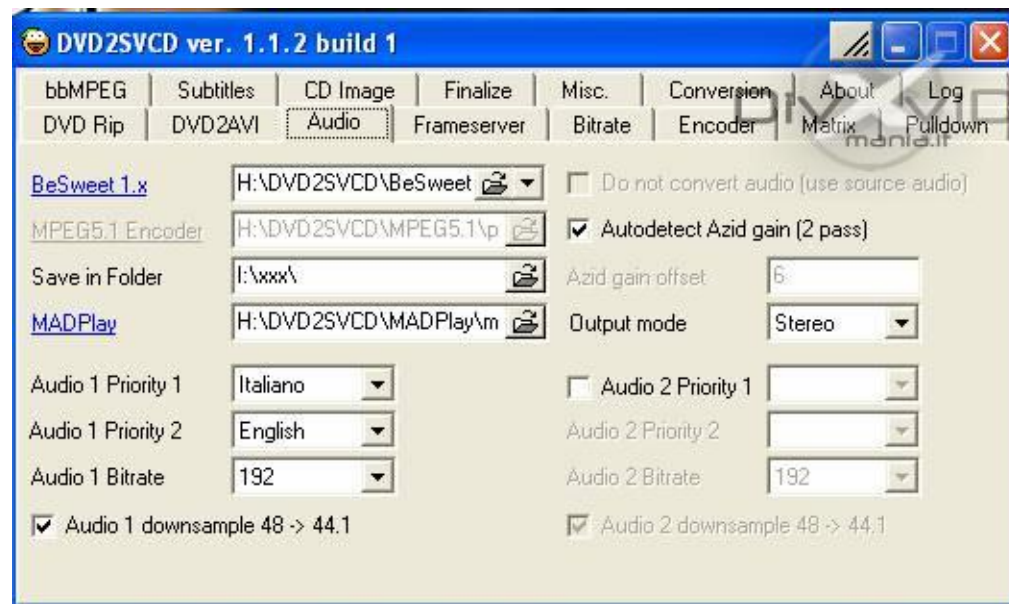 DVD2SVCD ver. 1.1.2 build 1
bbMPEG Subtitles CD Image Finalize Misc. Conversion About Log
DVD Rip DVD2AVI Audio Frameserver Bitrate Encoder Matrix Pulldown
DiVXViD
mania.it
BeSweet 1.x H:\DVD2SVCD\BeSweet Do not convert audio (use source audio)
MPEG5.1 Encoder H:\DVD2SVCD\MPEG5.1\p Autodetect Azid gain (2 pass)
Save in Folder I:\xxx\ Azid gain offset 6
MADPlay H:\DVD2SVCD\MADPlay\m Output mode Stereo
Audio 1 Priority 1 Italiano Audio 2 Priority 1
Audio 1 Priority 2 English Audio 2 Priority 2
Audio 1 Bitrate 192 Audio 2 Bitrate 192
Audio 1 downsample 48 -> 44.1 Audio 2 downsample 48 -> 44.1